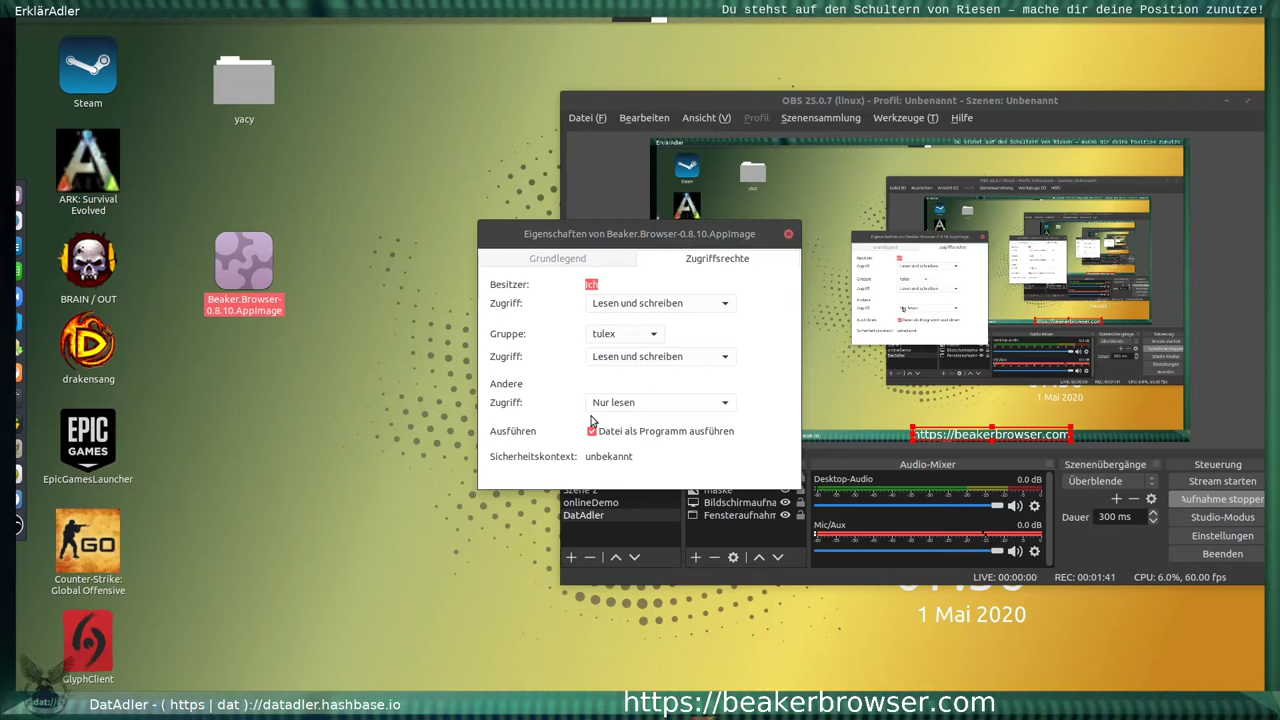 ErklärAdler
Du stehst auf den Schultern von Riesen – mache dir deine Position zunutze!
Steam
yacy
ARK: Survival
Evolved
BRAIN / OUT
Beaker.Browser-
0.8.10.AppImage
drakensang
EPIC
GAMES
EpicGamesLauncher
GO
Counter-Strike:
Global Offensive
GlyphClient
OBS 25.0.7 (linux) - Profil: Unbenannt - Szenen: Unbenannt
Datei (F) Bearbeiten Ansicht (V) Profil Szenensammlung Werkzeuge (T) Hilfe
Eigenschaften von Beaker.Browser-0.8.10.AppImage
Grundlegend Zugriffsrechte
Besitzer: Ich
Zugriff: Lesen und schreiben
Gruppe: tulex
Zugriff: Lesen und schreiben
Andere
Zugriff: Nur lesen
Ausführen Datei als Programm ausführen
Sicherheitskontext: unbekannt
ErklärAdler
Steam
yacy
1 Mai 2020
https://beakerbrowser.com
Szene 2
onlineDemo
DatAdler
maske
Bildschirmaufna
Fensteraufnahm
Audio-Mixer
Desktop-Audio 0.0 dB
Mic/Aux 0.0 dB
Szenenübergänge
Überblende
Dauer 300 ms
Steuerung
Stream starten
Aufnahme stoppen
Studio-Modus
Einstellungen
Beenden
LIVE: 00:00:00 REC: 00:01:41 CPU: 6.0%, 60.00 fps
1 Mai 2020
dat://
DatAdler - ( https | dat )://datadler.hashbase.io
https://beakerbrowser.com